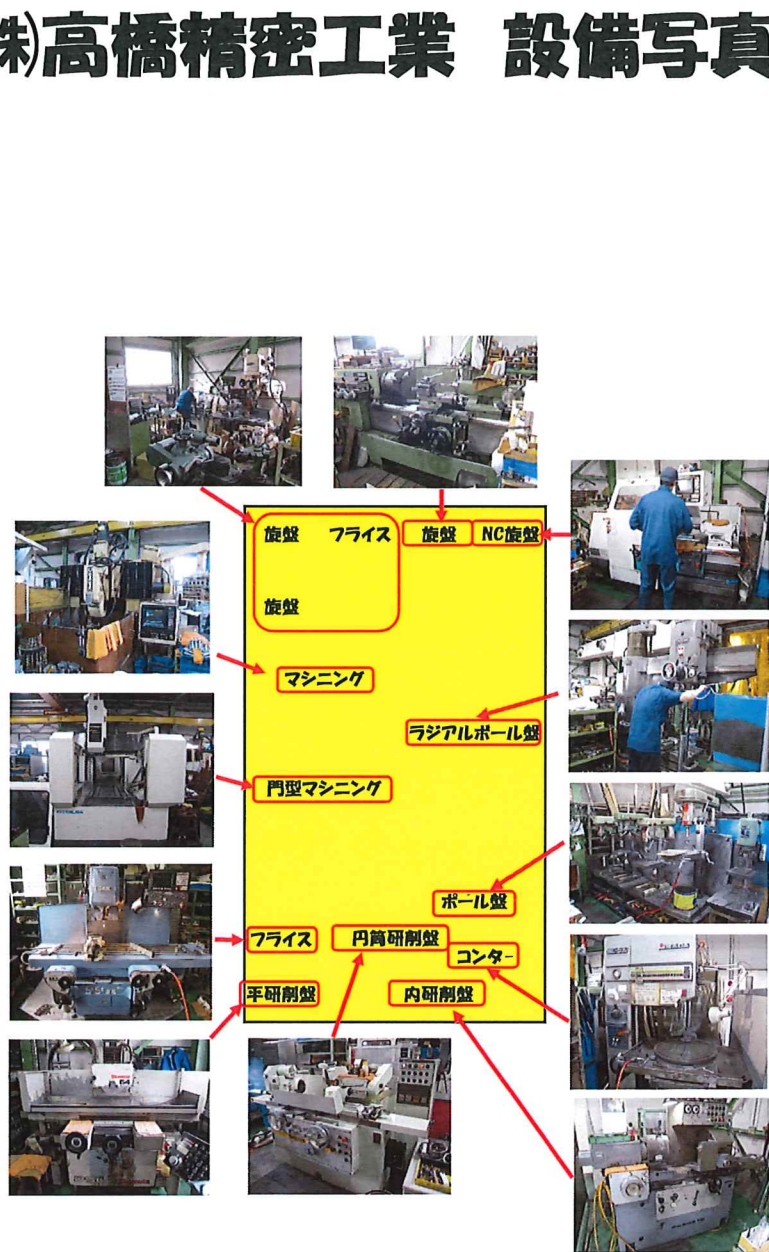 株)高橋精密工業 設備写真
旋盤 フライス 旋盤 NC旋盤
旋盤
マシニング
ラジアルボール盤
門型マシニング
ボール盤
フライス 円筒研削盤
コンター
平研削盤 内研削盤